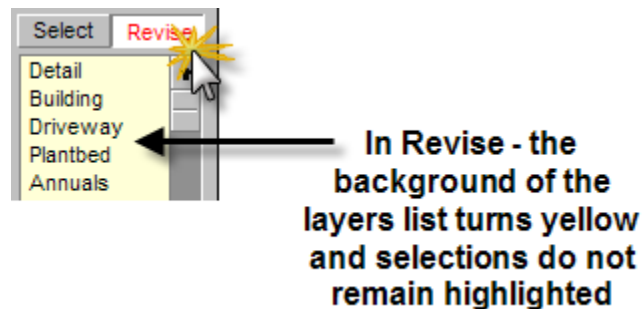 Select Revise
Detail
Building
Driveway
Plantbed
Annuals
In Revise - the
background of the
layers list turns yellow
and selections do not
remain highlighted